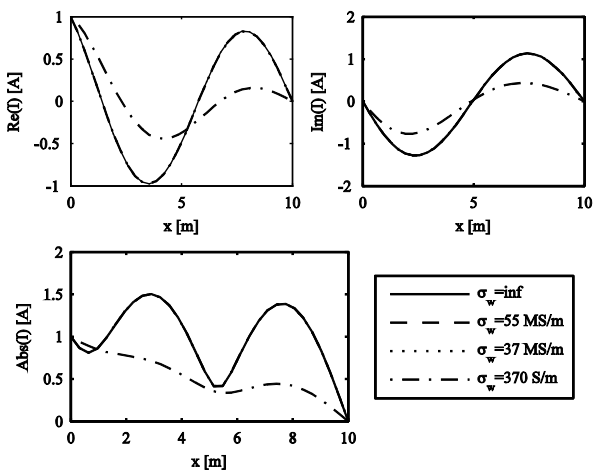 1
0.5
0
-0.5
-1
0
5
10
Re(I) [A]
x [m]
2
1
0
-1
-2
0
5
10
Im(I) [A]
x [m]
2
1.5
1
0.5
0
0
2
4
6
8
10
Abs(I) [A]
x [m]
σw=inf
σw=55 MS/m
σw=37 MS/m
σw=370 S/m